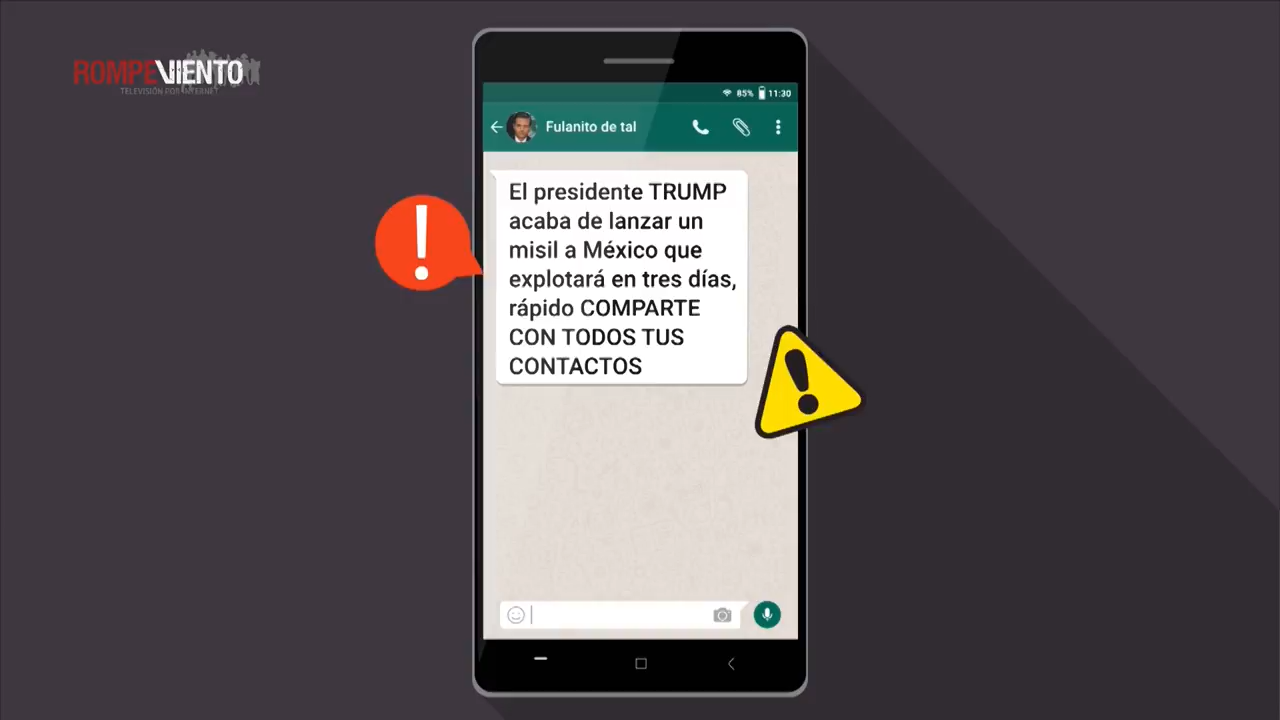 ROMPEVIENTO
TELEVISIÓN POR INTERNET
85% 11:30
Fulanito de tal
El presidente TRUMP
acaba de lanzar un
misil a México que
explotará en tres días,
rápido COMPARTE
CON TODOS TUS
CONTACTOS